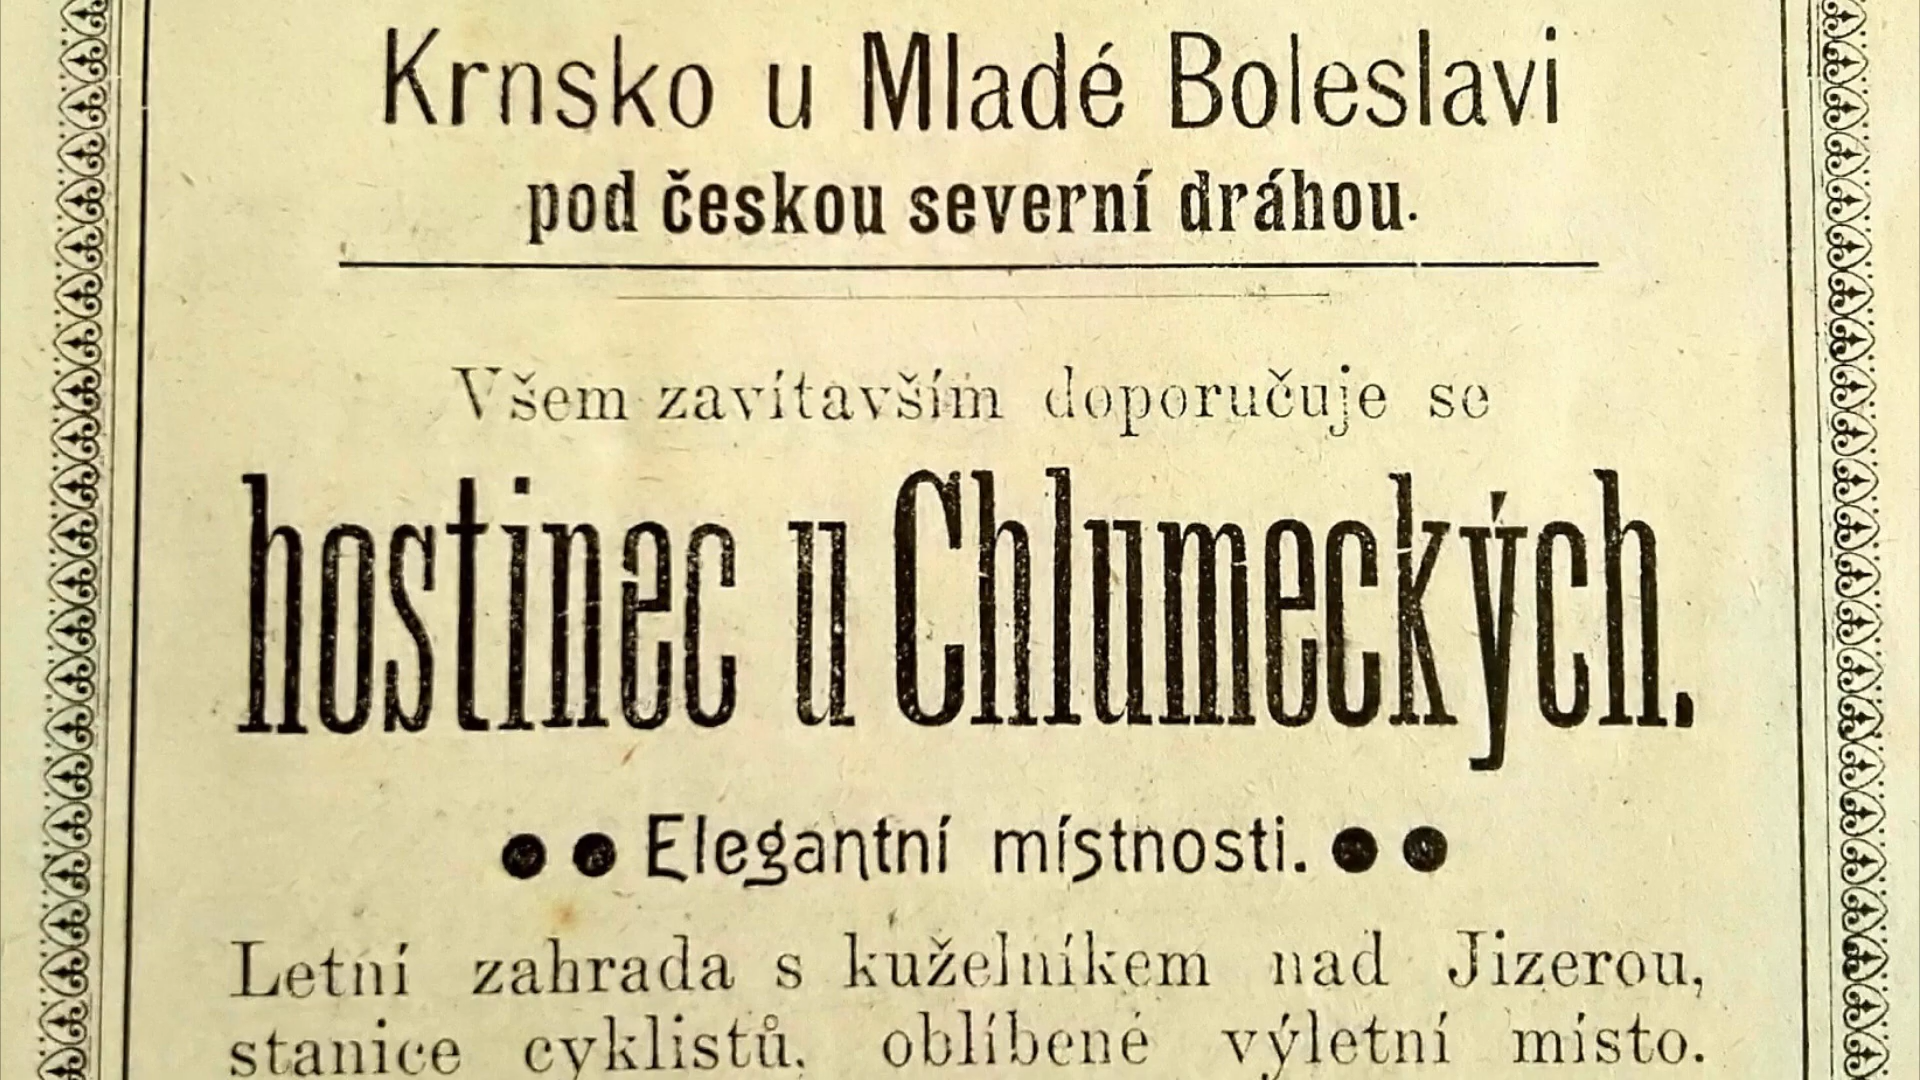 Krnsko u Mladé Boleslavi
pod českou severní dráhou.
Všem zavítavším doporučuje se
hostinec u Chlumeckých.
Elegantní místnosti.
Letní zahrada s kuželníkem nad Jizerou,
stanice cyklistů, oblíbené výletní místo.